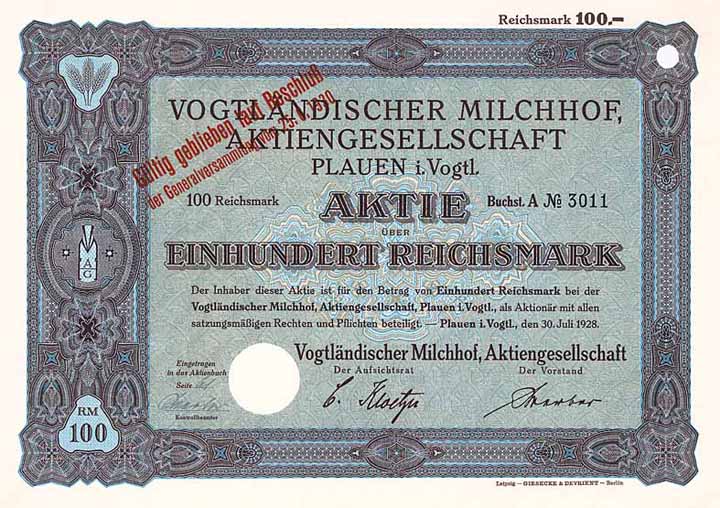 Reichsmark 100.–
VOGTLÄNDISCHER MILCHHOF,
AKTIENGESELLSCHAFT
PLAUEN i. Vogtl.
Gültig geblieben laut Beschluß
der Generalversammlung vom
100 Reichsmark AKTIE Buchst. A № 3011
ÜBER
EINHUNDERT REICHSMARK
A
G
Der Inhaber dieser Aktie ist für den Betrag von Einhundert Reichsmark bei der
Vogtländischer Milchhof, Aktiengesellschaft, Plauen i. Vogtl., als Aktionär mit allen
satzungsmäßigen Rechten und Pflichten beteiligt. — Plauen i. Vogtl., den 30. Juli 1928.
Vogtländischer Milchhof, Aktiengesellschaft
Der Aufsichtsrat Der Vorstand
Eingetragen
in das Aktienbuch
Seite
Kontrollbeamter
RM
100
Leipzig – GIESECKE & DEVRIENT – Berlin